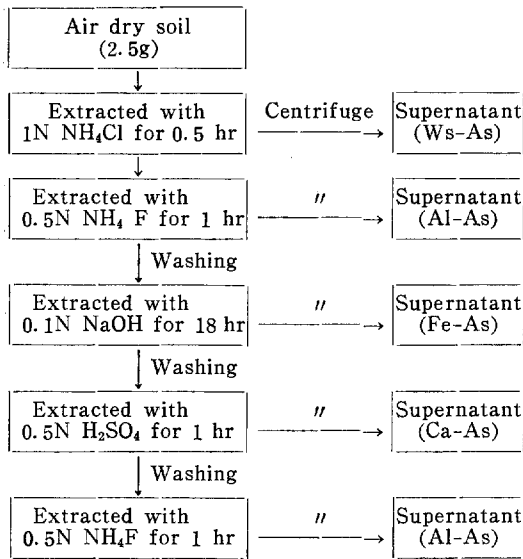 Air dry soil
(2.5g)
Extracted with
1N NH₄Cl for 0.5 hr
Centrifuge
Supernatant
(Ws-As)
Extracted with
0.5N NH₄ F for 1 hr
〃
Supernatant
(Al-As)
Washing
Extracted with
0.1N NaOH for 18 hr
〃
Supernatant
(Fe-As)
Washing
Extracted with
0.5N H₂SO₄ for 1 hr
〃
Supernatant
(Ca-As)
Washing
Extracted with
0.5N NH₄F for 1 hr
〃
Supernatant
(Al-As)